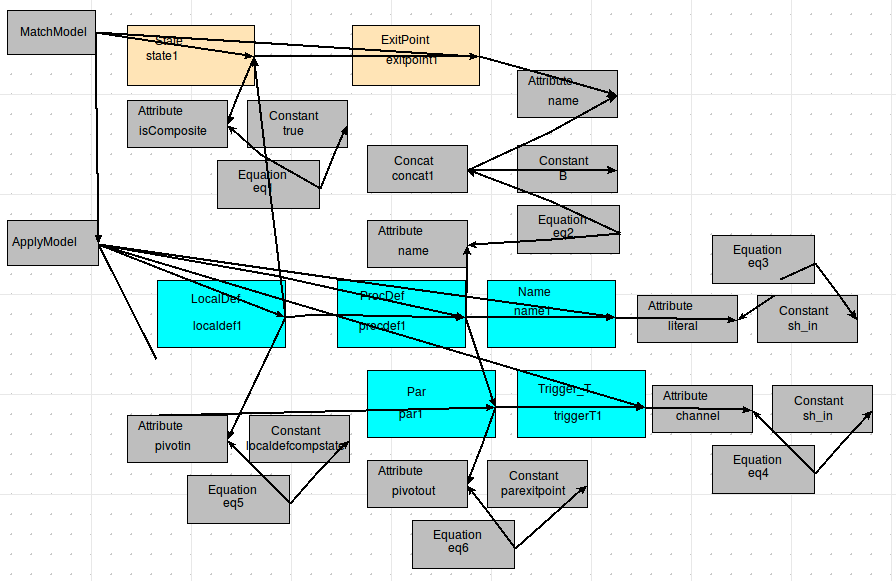 MatchModel
State
state1
ExitPoint
exitpoint1
Attribute
name
Attribute
isComposite
Constant
true
Concat
concat1
Constant
B
Equation
eq1
Equation
eq2
Attribute
name
ApplyModel
Equation
eq3
LocalDef
localdef1
ProcDef
procdef1
Name
name1
Attribute
literal
Constant
sh_in
Par
par1
Trigger_T
triggerT1
Attribute
channel
Constant
sh_in
Attribute
pivotin
Constant
localdefcompstate
Equation
eq4
Attribute
pivotout
Constant
parexitpoint
Equation
eq5
Equation
eq6